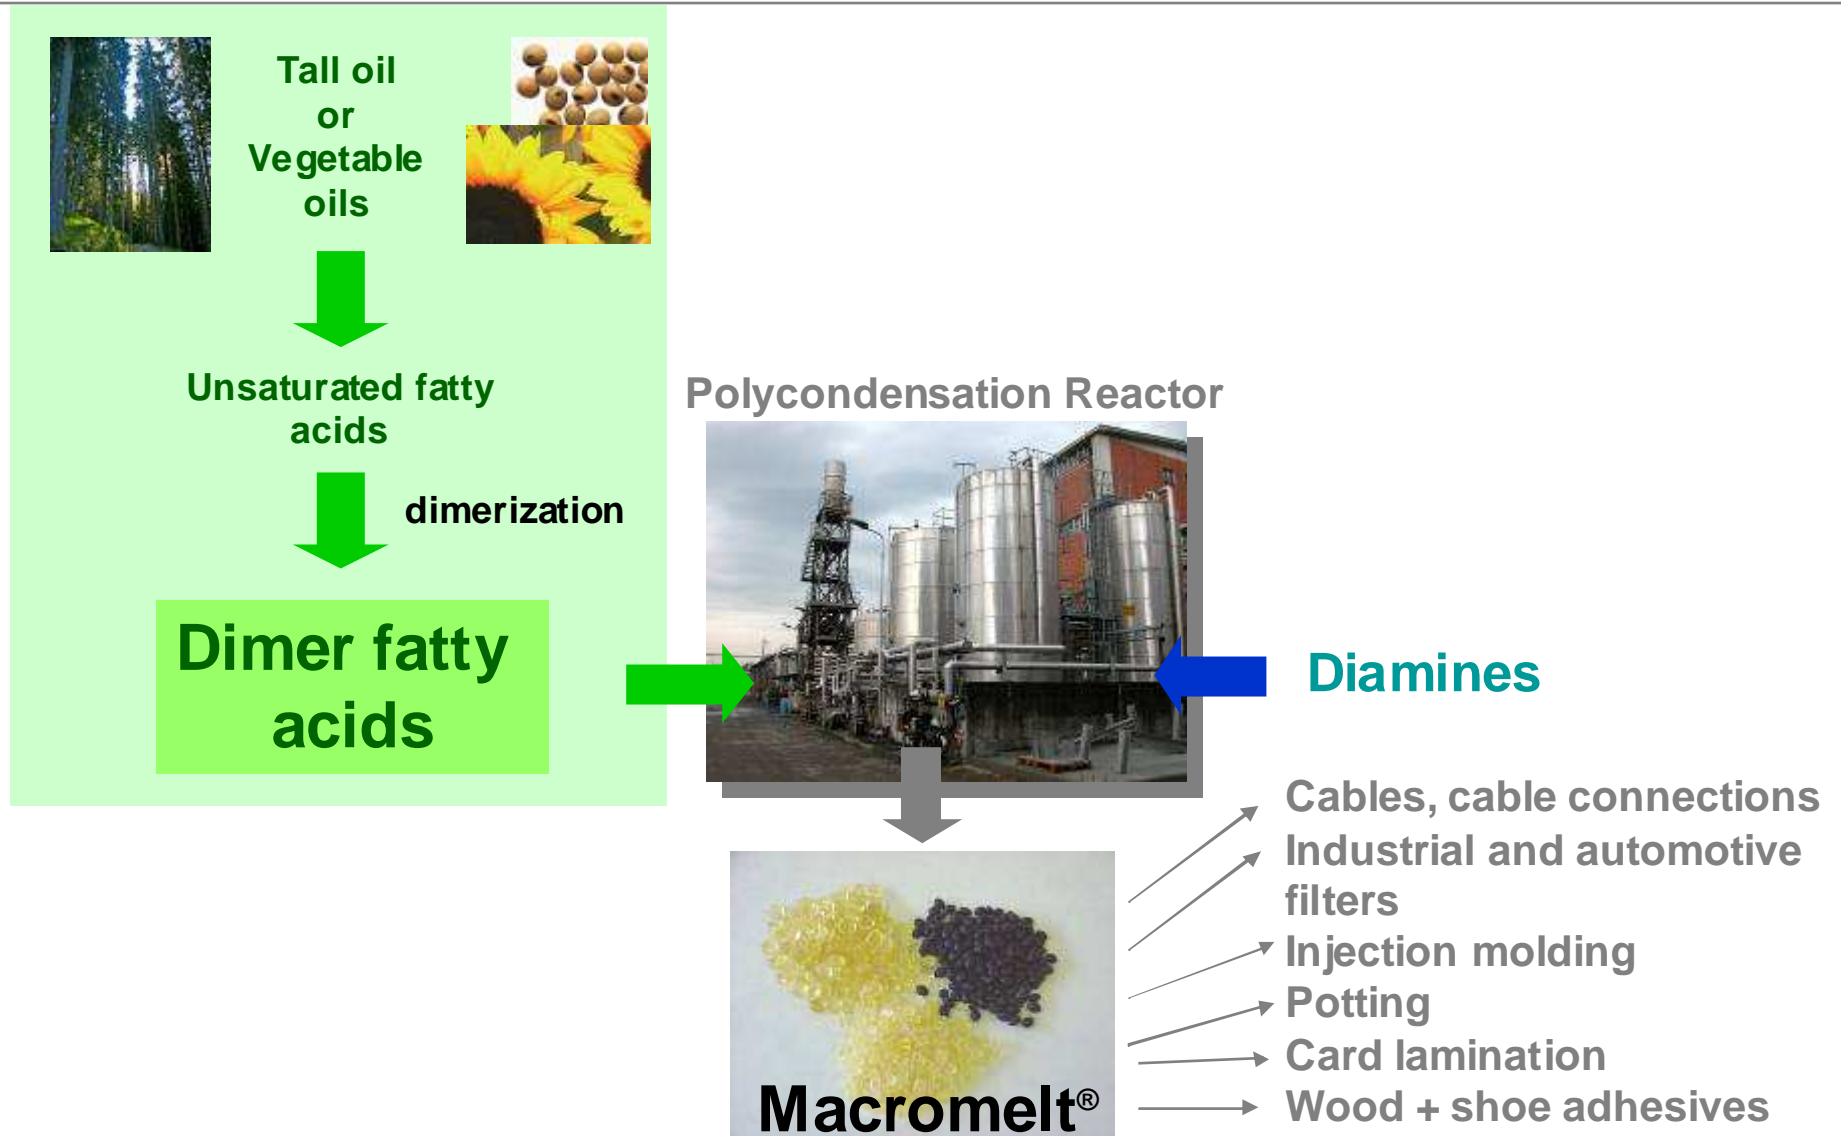 Tall oil
or
Vegetable
oils
Unsaturated fatty
acids
dimerization
Dimer fatty
acids
Polycondensation Reactor
Diamines
Macromelt®
Cables, cable connections
Industrial and automotive
filters
Injection molding
Potting
Card lamination
Wood + shoe adhesives